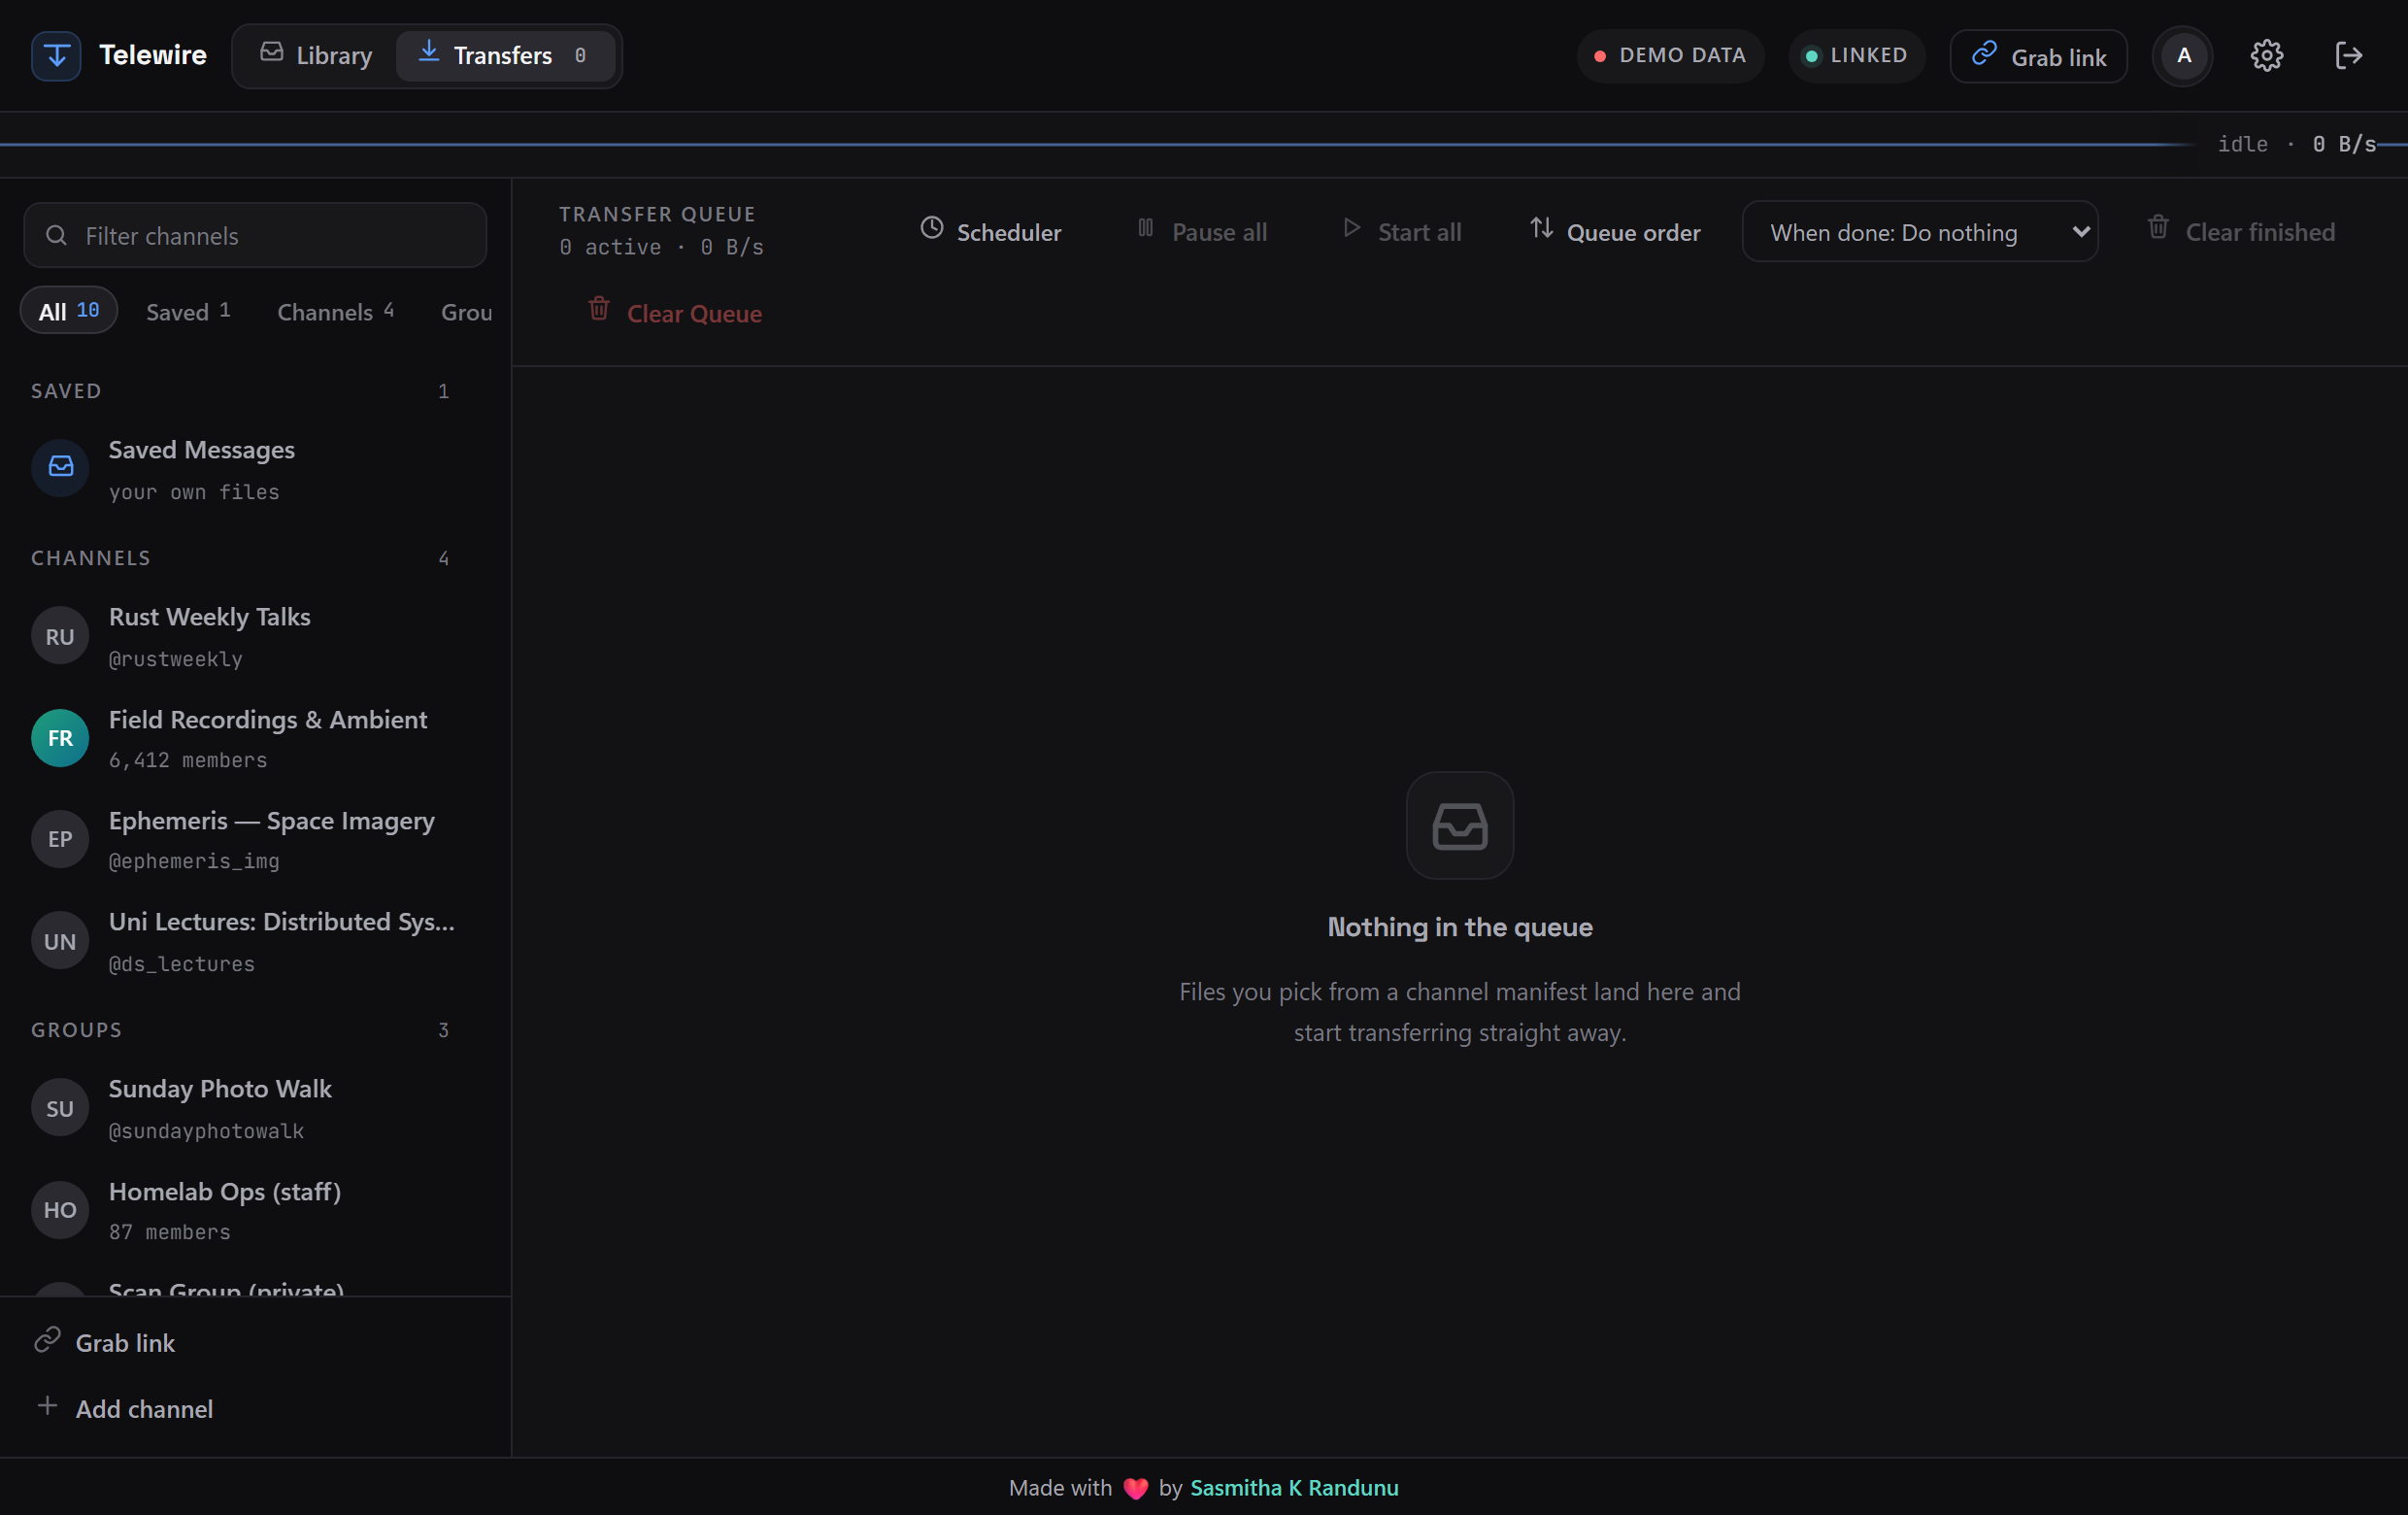 Telewire
Library
Transfers 0
DEMO DATA
LINKED
Grab link
A
idle · 0 B/s
Filter channels
All 10
Saved 1
Channels 4
Grou
SAVED 1
Saved Messages
your own files
CHANNELS 4
RU
Rust Weekly Talks
@rustweekly
FR
Field Recordings & Ambient
6,412 members
EP
Ephemeris — Space Imagery
@ephemeris_img
UN
Uni Lectures: Distributed Sys...
@ds_lectures
GROUPS 3
SU
Sunday Photo Walk
@sundayphotowalk
HO
Homelab Ops (staff)
87 members
Scan Group (private)
Grab link
Add channel
TRANSFER QUEUE
0 active · 0 B/s
Scheduler
Pause all
Start all
Queue order
When done: Do nothing
Clear finished
Clear Queue
Nothing in the queue
Files you pick from a channel manifest land here and
start transferring straight away.
Made with ❤️ by Sasmitha K Randunu